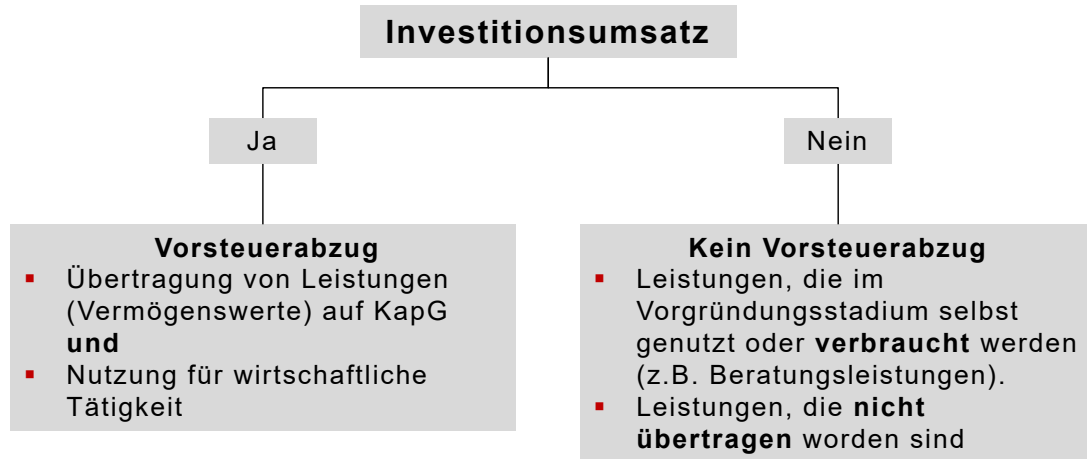 Investitionsumsatz
Ja
Nein
Vorsteuerabzug
▪ Übertragung von Leistungen
(Vermögenswerte) auf KapG
und
▪ Nutzung für wirtschaftliche
Tätigkeit
Kein Vorsteuerabzug
▪ Leistungen, die im
Vorgründungsstadium selbst
genutzt oder verbraucht werden
(z.B. Beratungsleistungen).
▪ Leistungen, die nicht
übertragen worden sind